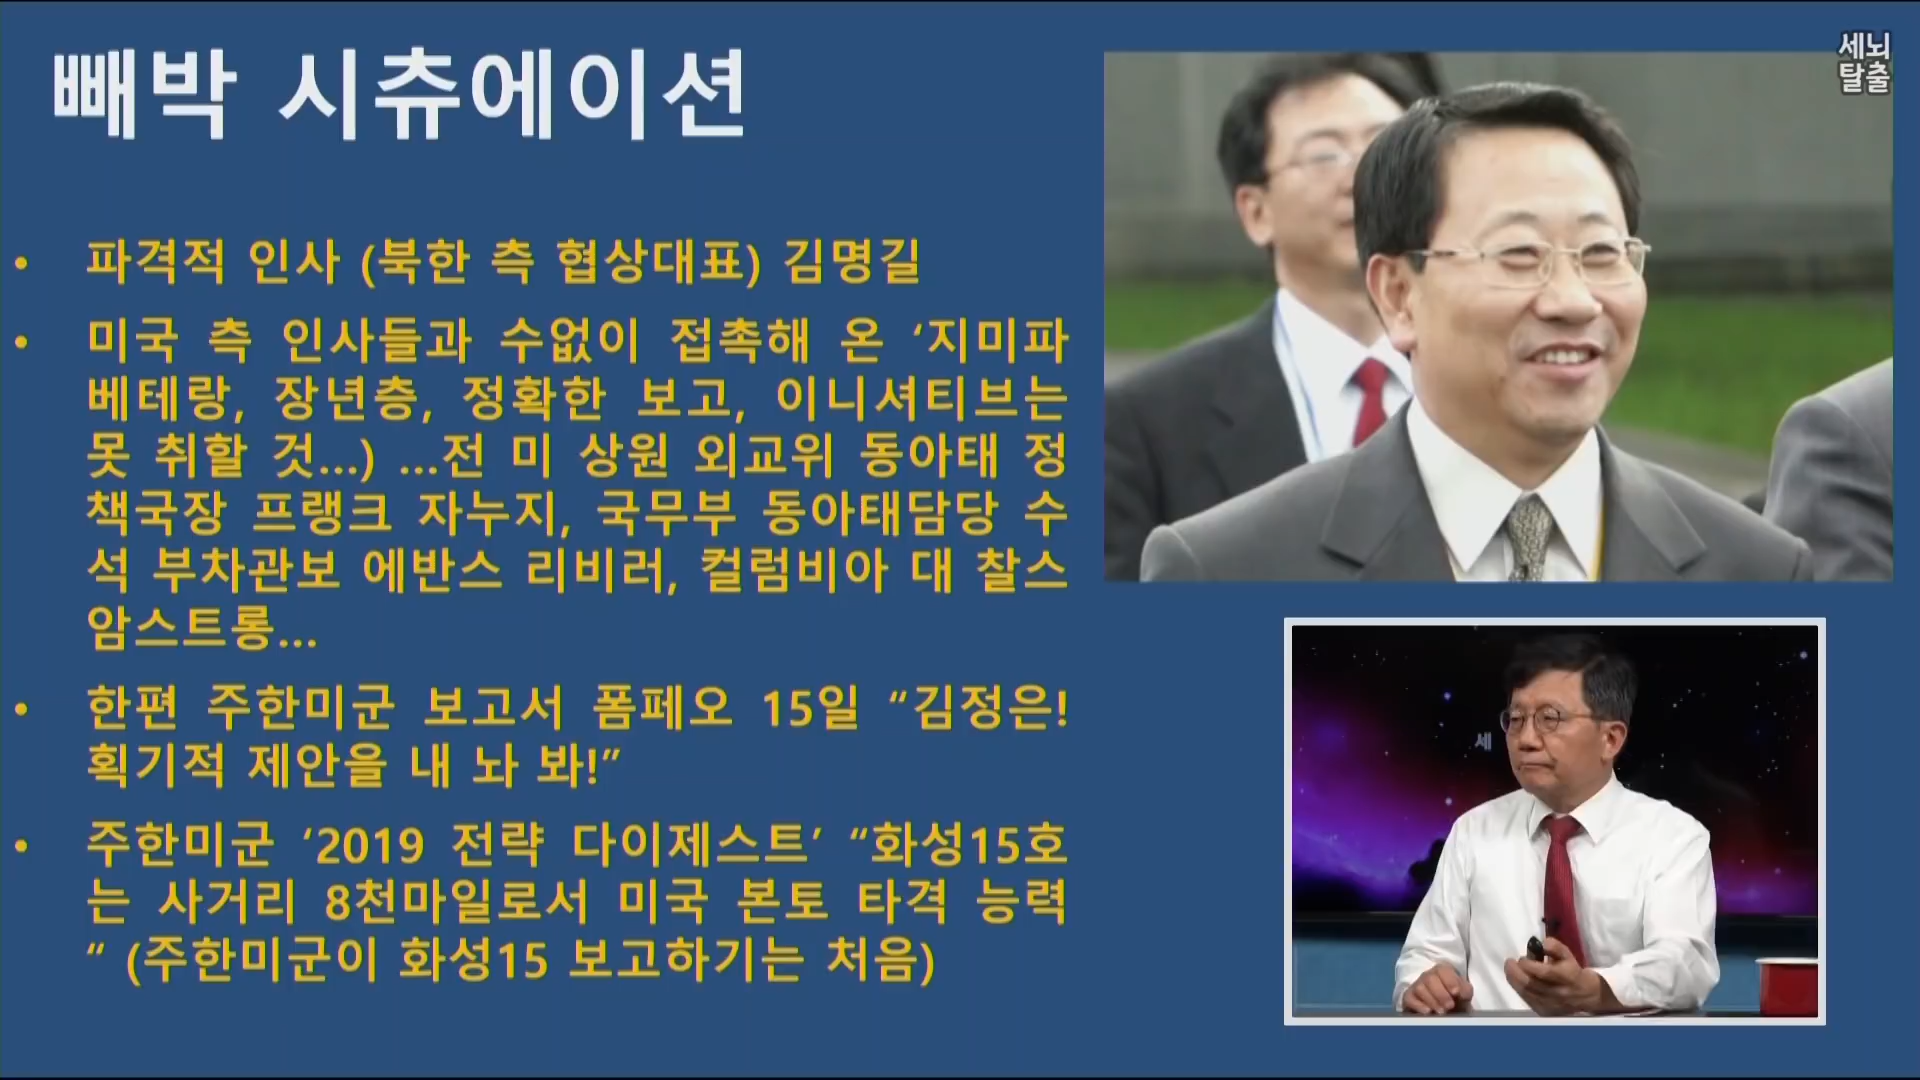 빼박 시츄에이션
세뇌
탈출
• 파격적 인사 (북한 측 협상대표) 김명길
• 미국 측 인사들과 수없이 접촉해 온 ‘지미파
베테랑, 장년층, 정확한 보고, 이니셔티브는
못 취할 것...) ...전 미 상원 외교위 동아태 정
책국장 프랭크 자누지, 국무부 동아태담당 수
석 부차관보 에반스 리비러, 컬럼비아 대 찰스
암스트롱...
• 한편 주한미군 보고서 폼페오 15일 “김정은!
획기적 제안을 내 놔 봐!”
• 주한미군 ‘2019 전략 다이제스트’ “화성15호
는 사거리 8천마일로서 미국 본토 타격 능력
“ (주한미군이 화성15 보고하기는 처음)
세